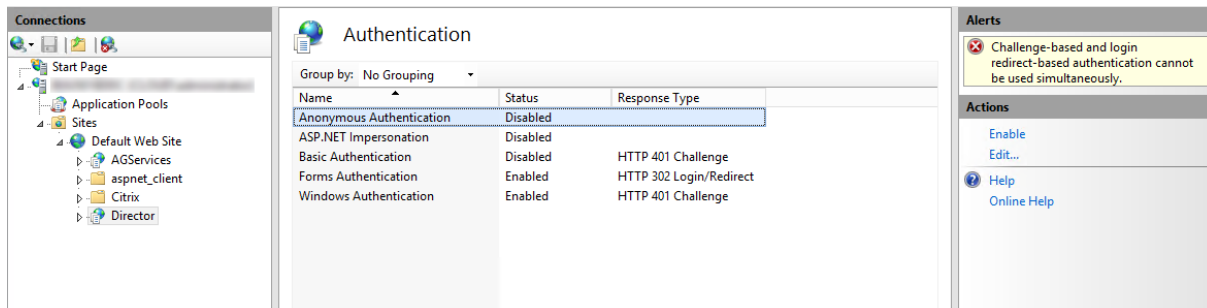 Connections
Start Page
Application Pools
Sites
Default Web Site
AGServices
aspnet_client
Citrix
Director
Authentication
Group by: No Grouping
Name Status Response Type
Anonymous Authentication Disabled
ASP.NET Impersonation Disabled
Basic Authentication Disabled HTTP 401 Challenge
Forms Authentication Enabled HTTP 302 Login/Redirect
Windows Authentication Enabled HTTP 401 Challenge
Alerts
Challenge-based and login
redirect-based authentication cannot
be used simultaneously.
Actions
Enable
Edit...
Help
Online Help